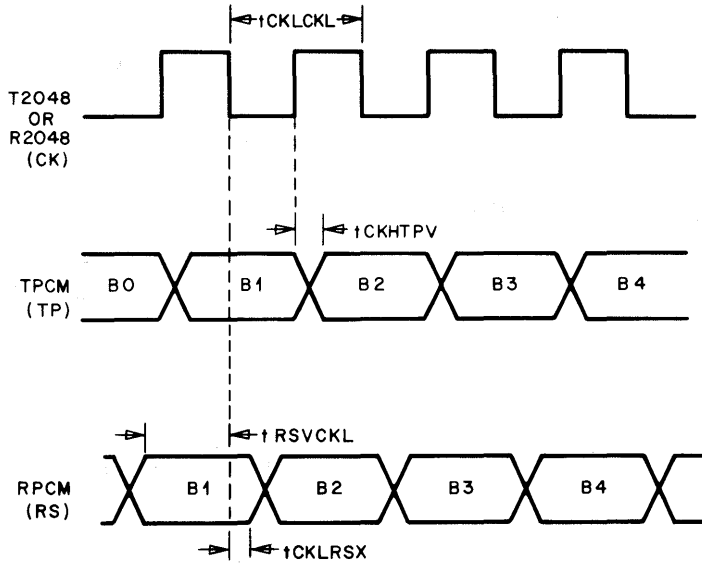 tCKLCKL
T2048
OR
R2048
(CK)
tCKHTPV
TPCM
(TP)
B0
B1
B2
B3
B4
tRSVCKL
RPCM
(RS)
B1
B2
B3
B4
tCKLRSX